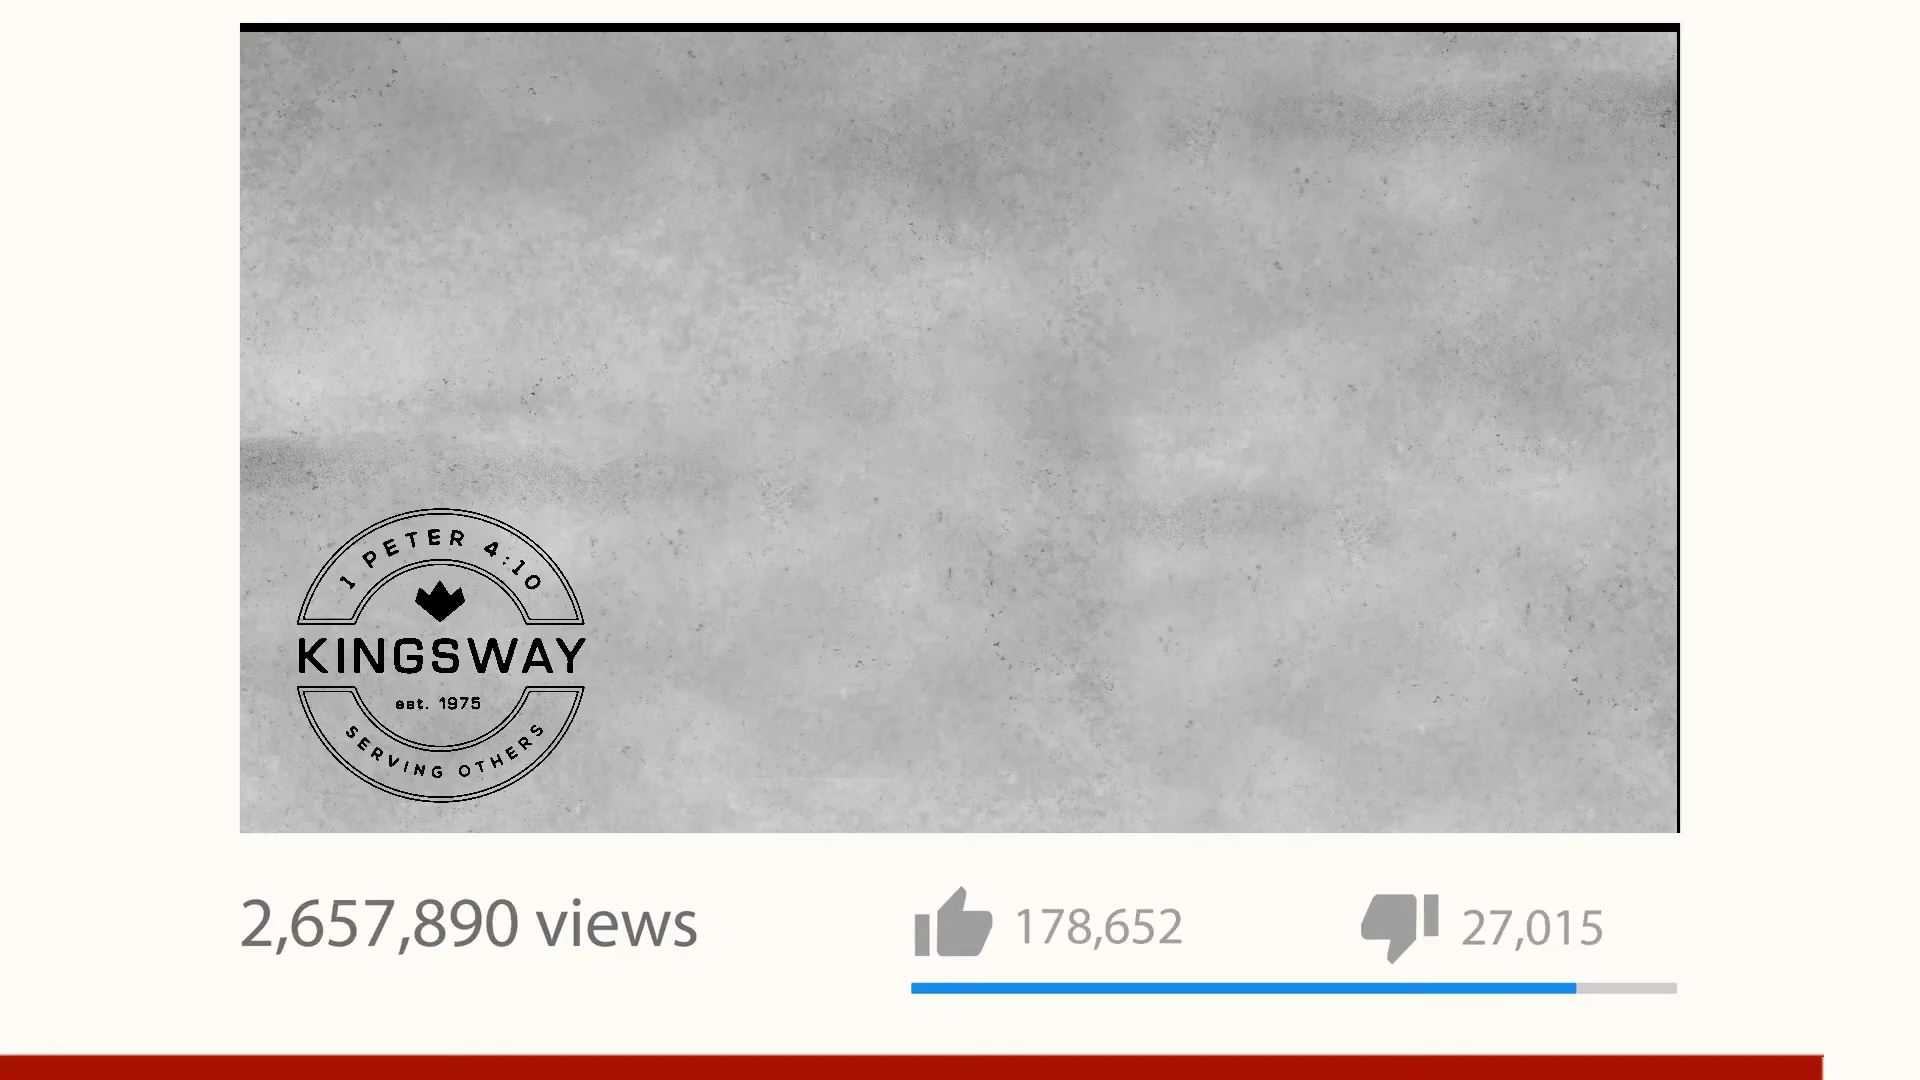 1 PETER 4:10
KINGSWAY
est. 1975
SERVING OTHERS
2,657,890 views
178,652
27,015